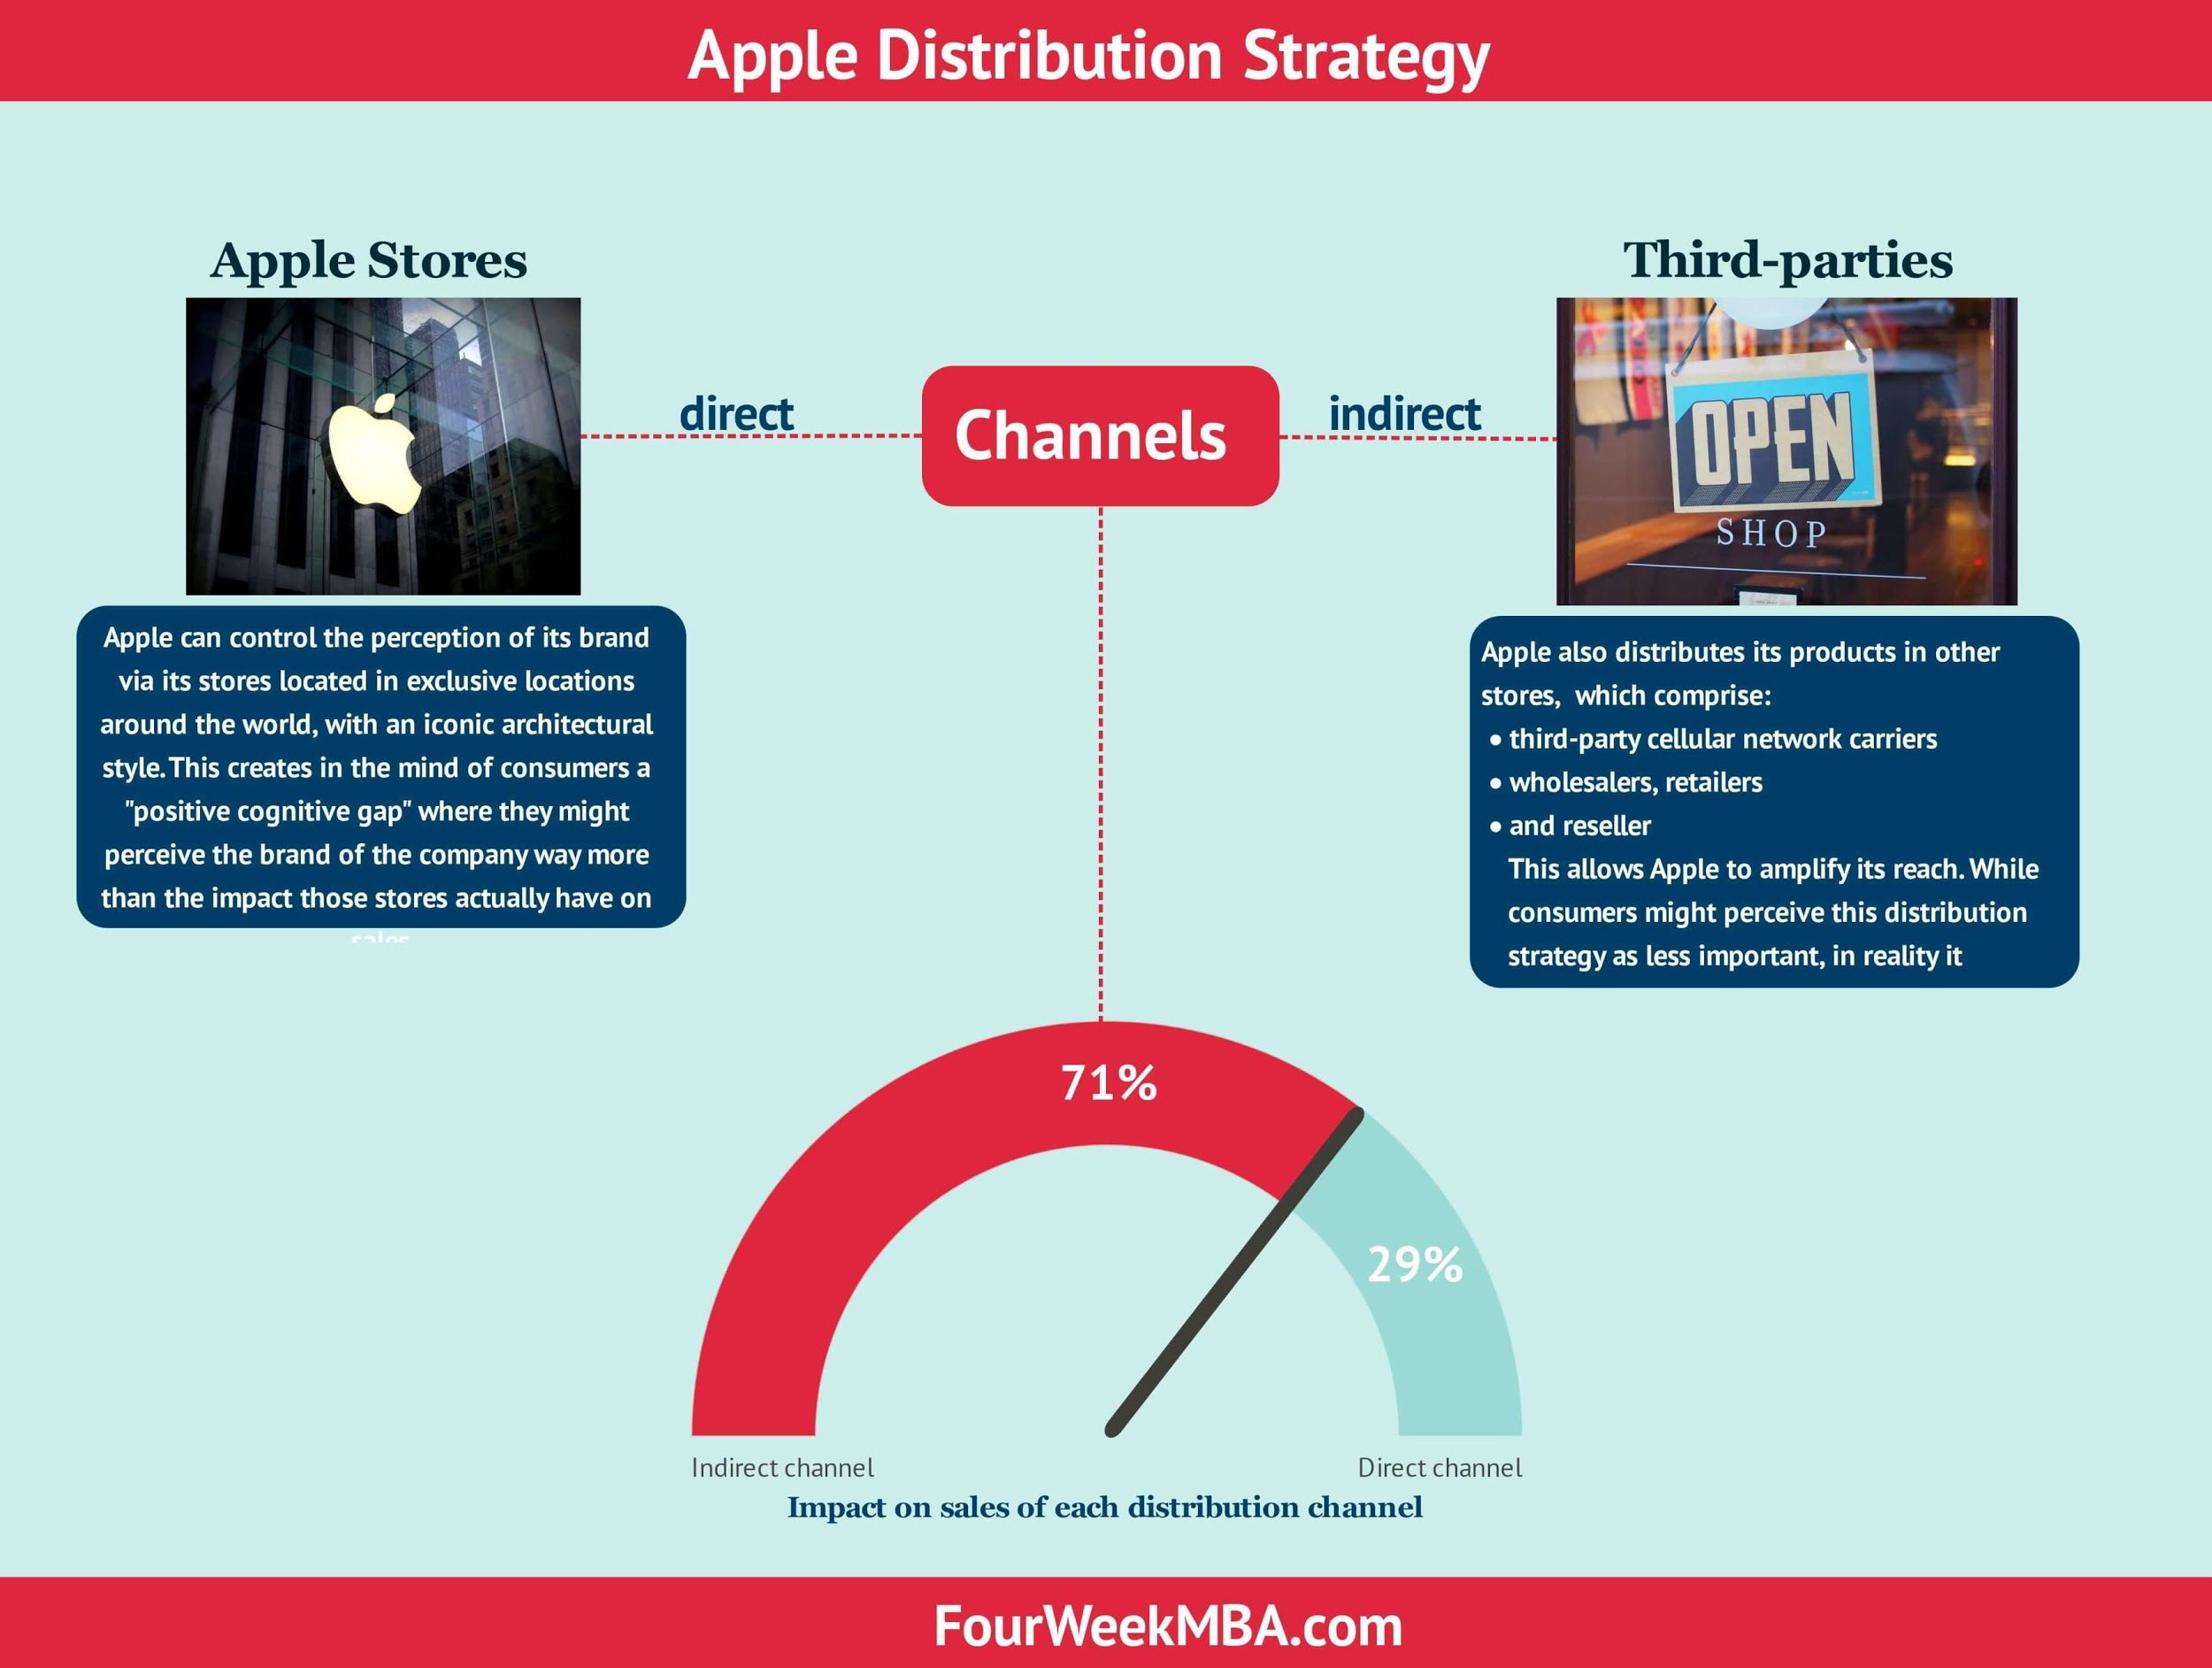 Apple Distribution Strategy
Apple Stores
Third-parties
direct
Channels
indirect
OPEN
SHOP
Apple can control the perception of its brand
via its stores located in exclusive locations
around the world, with an iconic architectural
style. This creates in the mind of consumers a
"positive cognitive gap" where they might
perceive the brand of the company way more
than the impact those stores actually have on
sales
Apple also distributes its products in other
stores,  which comprise:
• third-party cellular network carriers
• wholesalers, retailers
• and reseller
This allows Apple to amplify its reach. While
consumers might perceive this distribution
strategy as less important, in reality it
71%
29%
Indirect channel
Direct channel
Impact on sales of each distribution channel
FourWeekMBA.com